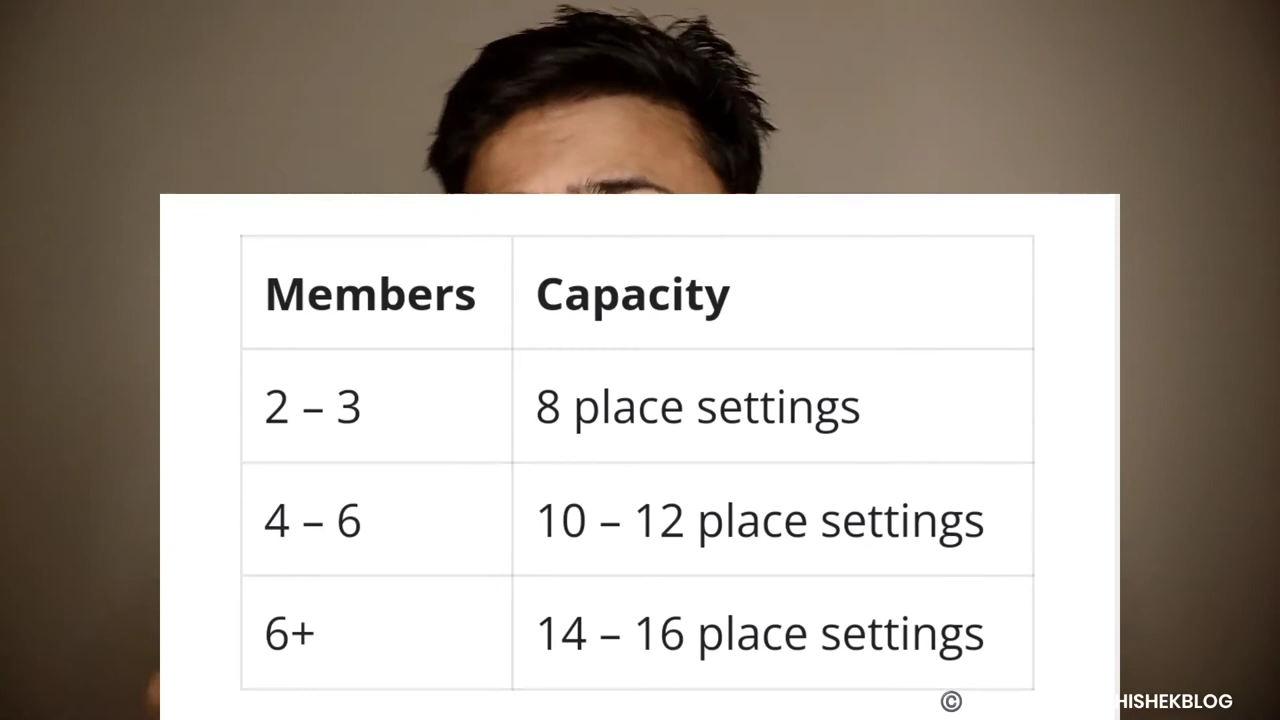 Members Capacity
2 – 3 8 place settings
4 – 6 10 – 12 place settings
6+ 14 – 16 place settings
©